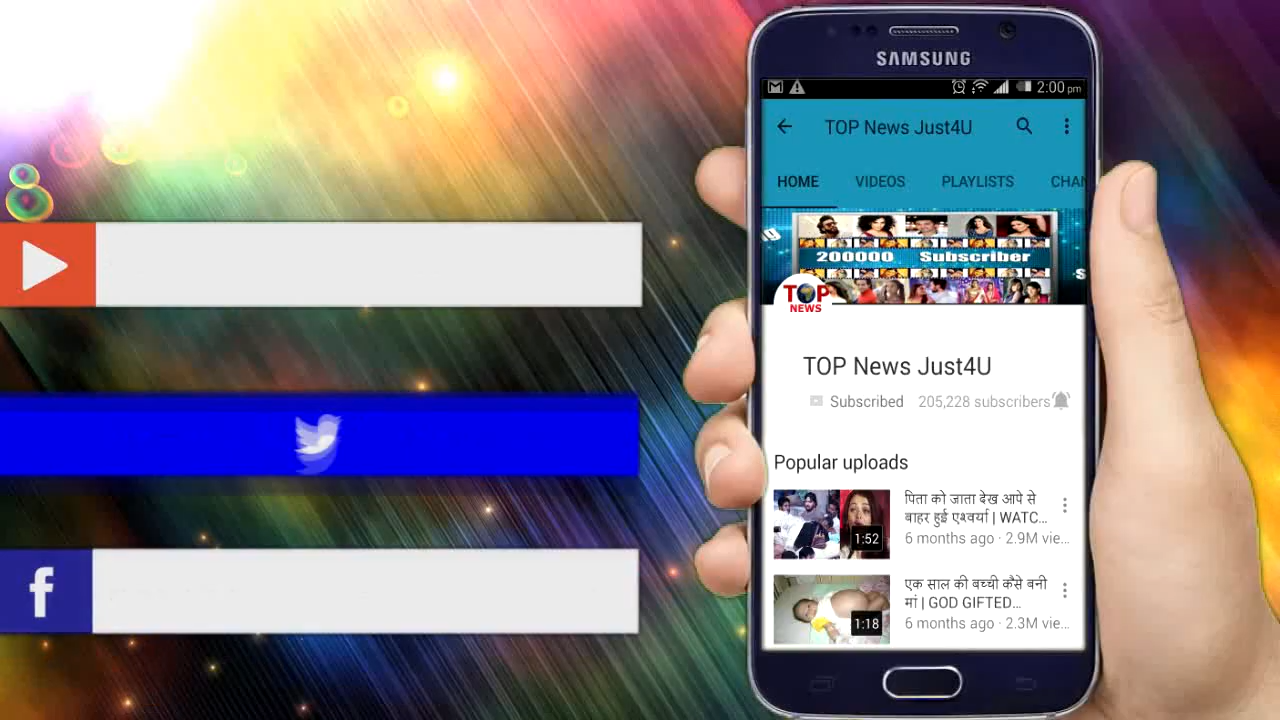 SAMSUNG
2:00 pm
TOP News Just4U
HOME VIDEOS PLAYLISTS CHAN
200000 Subscriber
TOP
NEWS
TOP News Just4U
Subscribed 205,228 subscribers
Popular uploads
पिता को जाता देख आपे से
बाहर हुई एश्वर्या | WATC...
6 months ago · 2.9M vie...
1:52
एक साल की बच्ची कैसे बनी
मां | GOD GIFTED...
6 months ago · 2.3M vie...
1:18